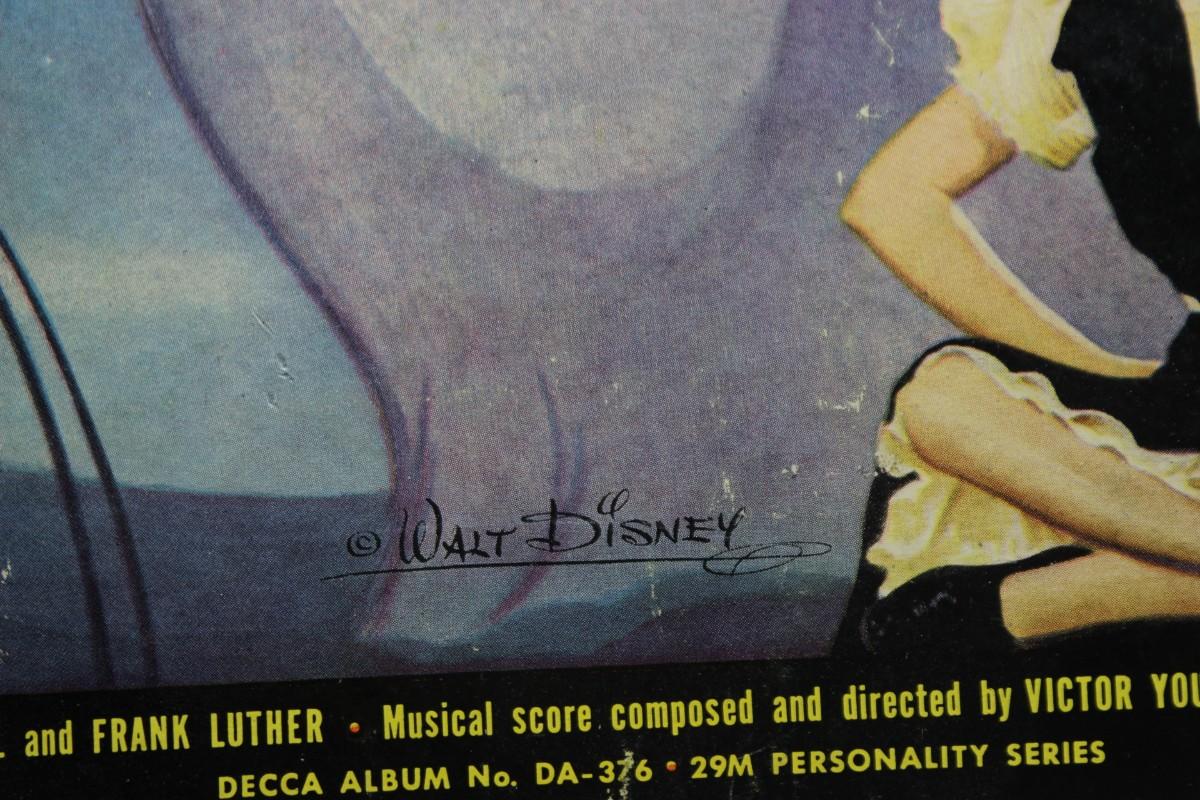 © WALT DISNEY
and FRANK LUTHER • Musical score composed and directed by VICTOR
DECCA ALBUM No. DA-376 • 29M PERSONALITY SERIES